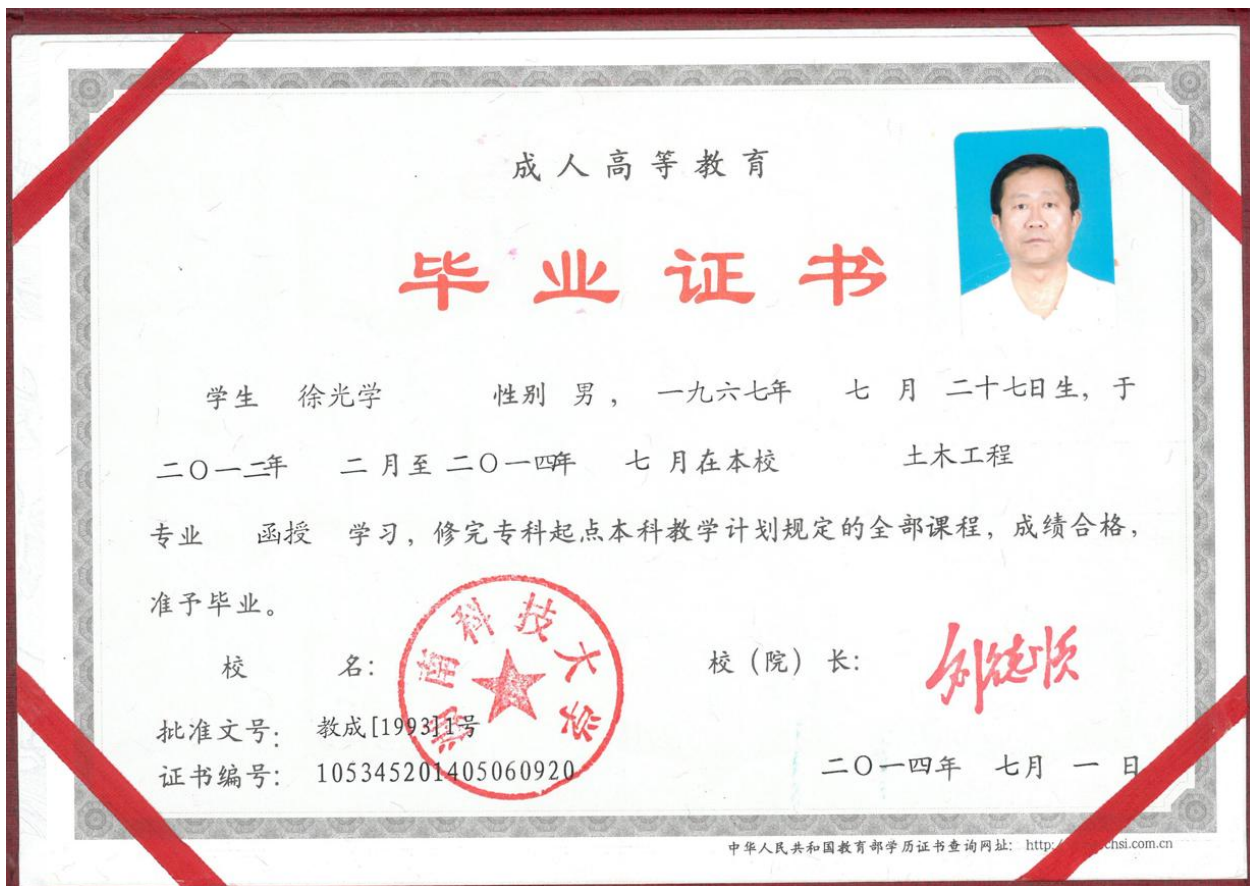 成人高等教育
毕业证书
学生 徐光学 性别 男， 一九六七年 七 月 二十七日生，于
二〇一二年 二 月至 二〇一四年 七 月在本校 土木工程
专业 函授 学习，修完专科起点本科教学计划规定的全部课程，成绩合格，
准予毕业。
校 名：
湖南科技大学
校（院）长：
刘德顺
批准文号： 教成[1993]1号
证书编号： 105345201405060920
二〇一四年 七月 一 日
中华人民共和国教育部学历证书查询网址： http:/ chsi.com.cn